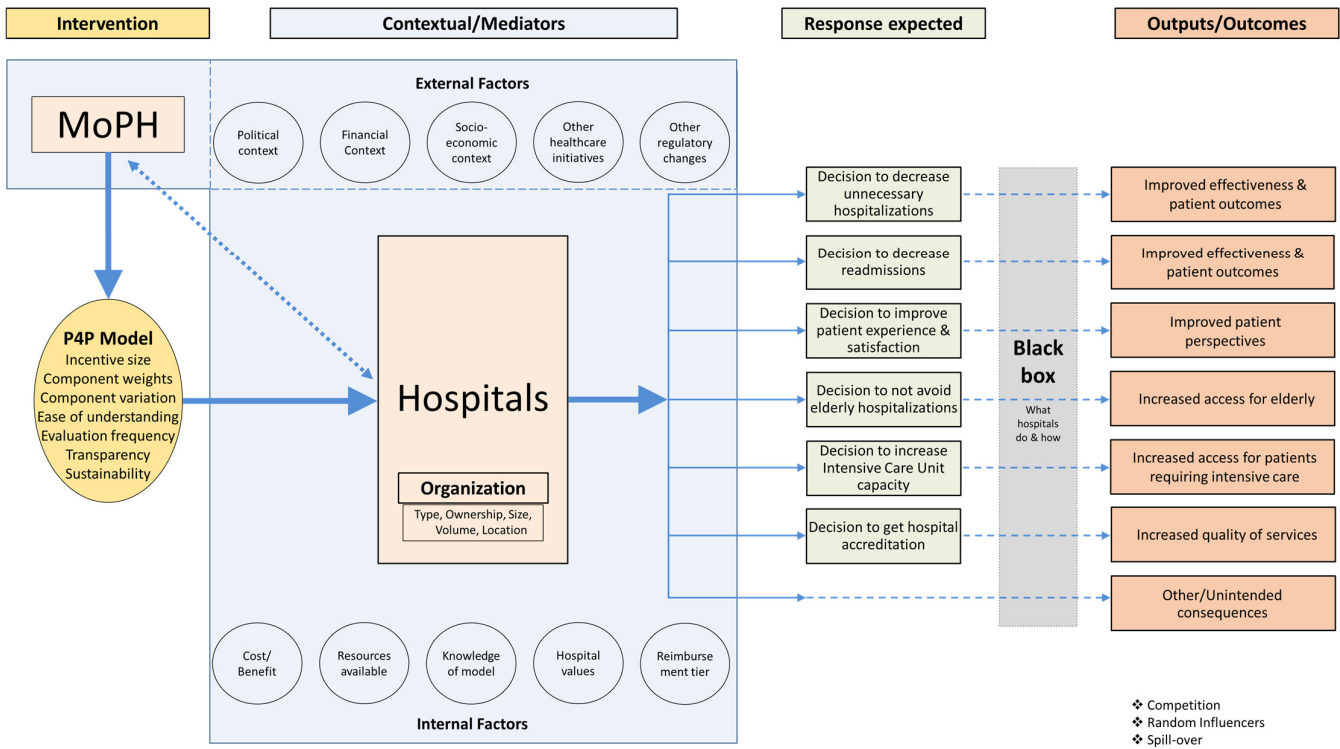 Intervention
Contextual/Mediators
Response expected
Outputs/Outcomes
External Factors
MoPH
Political
context
Financial
Context
Socio-
economic
context
Other
healthcare
initiatives
Other
regulatory
changes
P4P Model
Incentive size
Component weights
Component variation
Ease of understanding
Evaluation frequency
Transparency
Sustainability
Hospitals
Organization
Type, Ownership, Size,
Volume, Location
Cost/
Benefit
Resources
available
Knowledge
of model
Hospital
values
Reimburse
ment tier
Internal Factors
Decision to decrease
unnecessary
hospitalizations
Decision to decrease
readmissions
Decision to improve
patient experience &
satisfaction
Decision to not avoid
elderly hospitalizations
Decision to increase
Intensive Care Unit
capacity
Decision to get hospital
accreditation
Black
box
What
hospitals
do & how
Improved effectiveness &
patient outcomes
Improved effectiveness &
patient outcomes
Improved patient
perspectives
Increased access for elderly
Increased access for patients
requiring intensive care
Increased quality of services
Other/Unintended
consequences
❖ Competition
❖ Random Influencers
❖ Spill-over